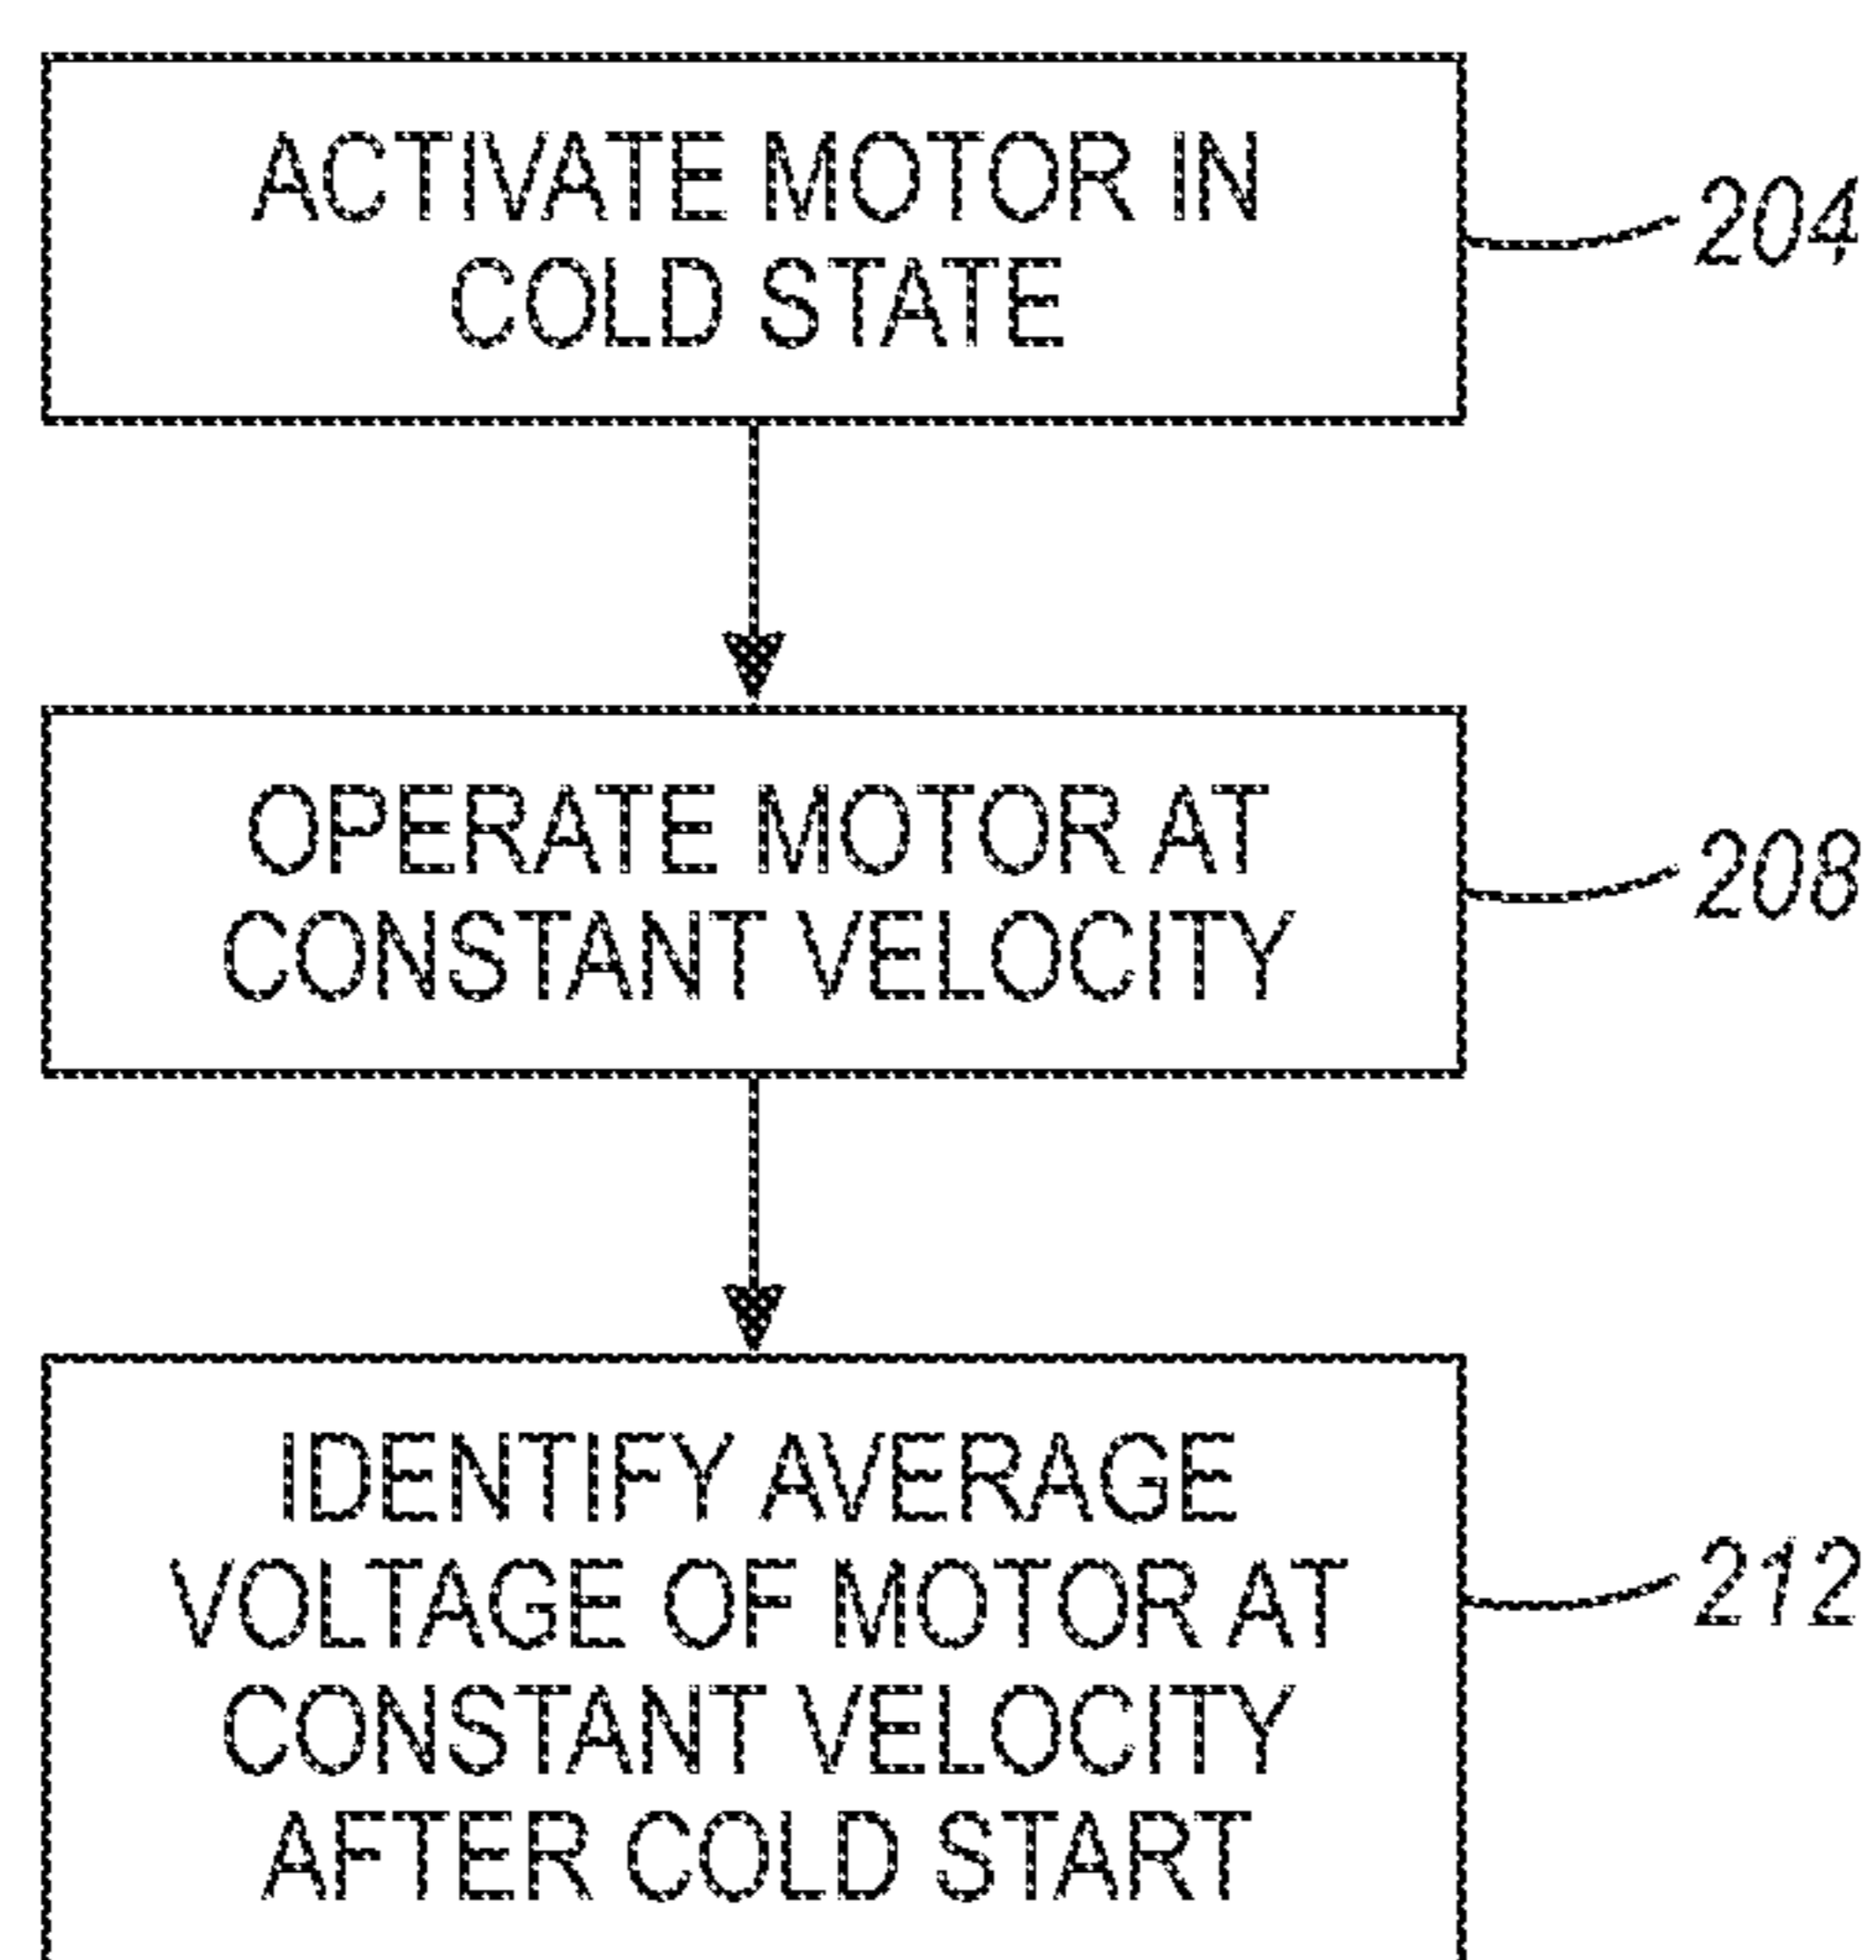 ACTIVATE MOTOR IN
COLD STATE
204
OPERATE MOTOR AT
CONSTANT VELOCITY
208
IDENTIFY AVERAGE
VOLTAGE OF MOTOR AT
CONSTANT VELOCITY
AFTER COLD START
212